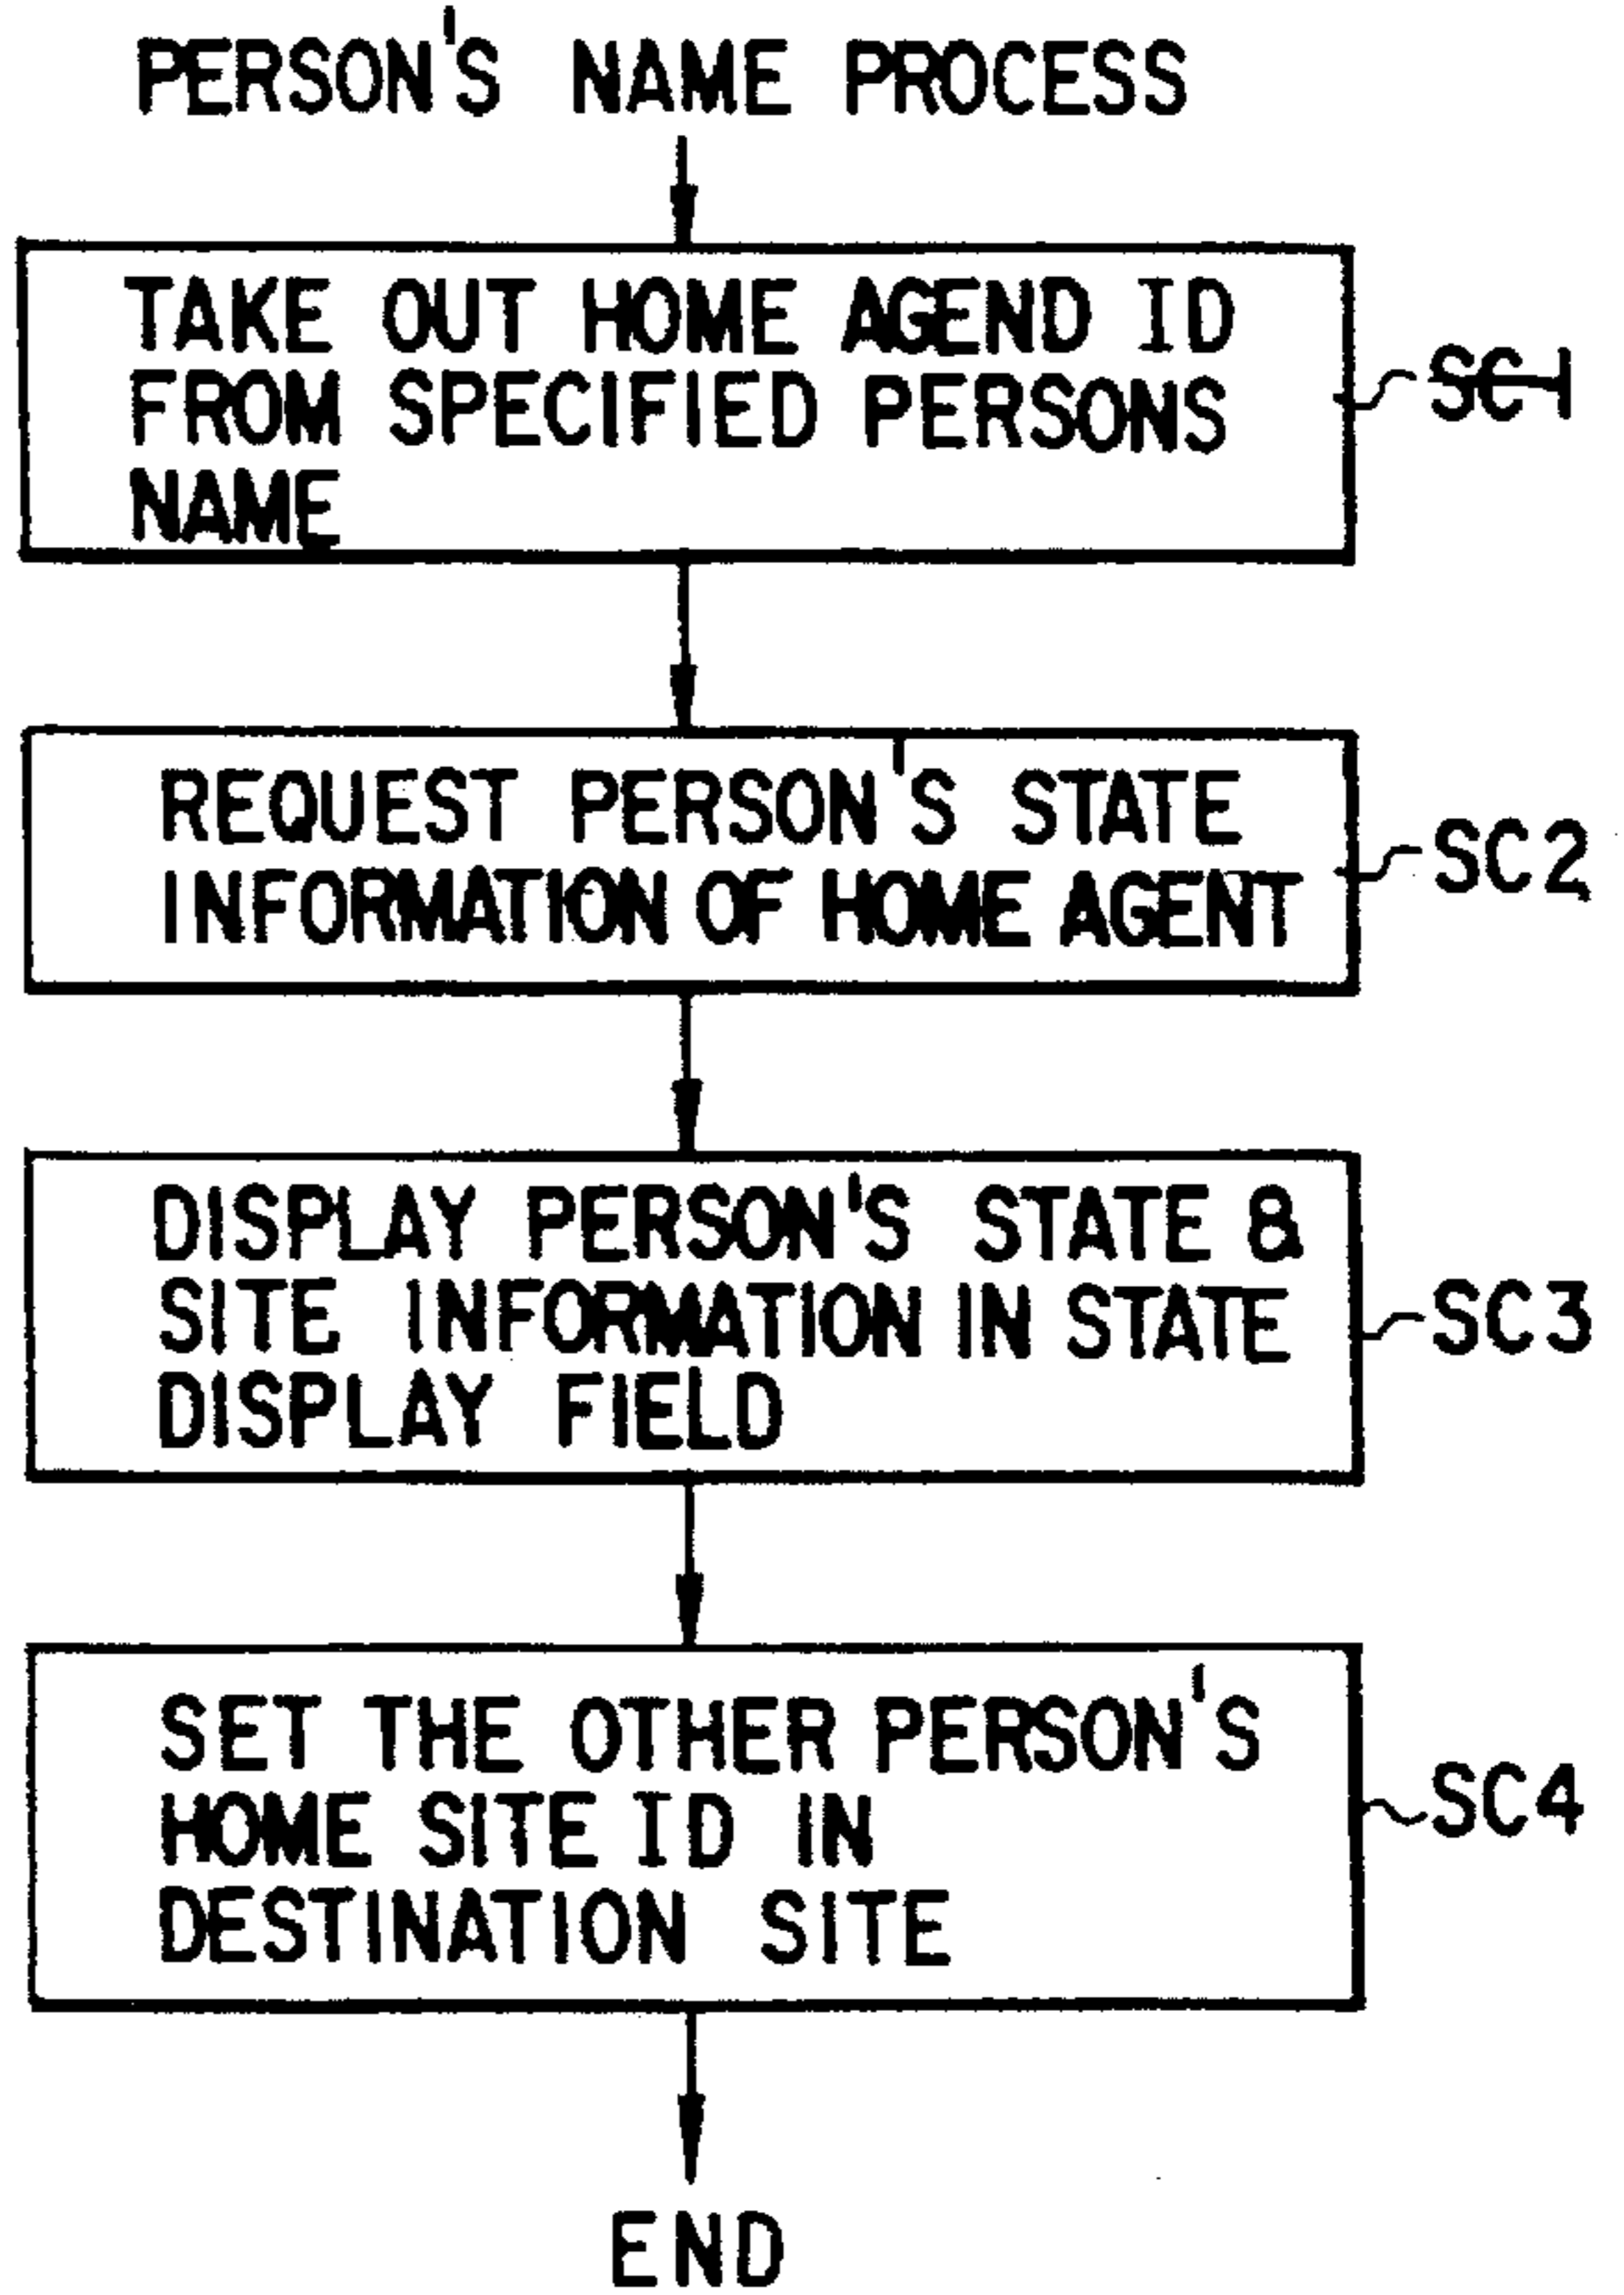 PERSON'S NAME PROCESS
TAKE OUT HOME AGEND ID
FROM SPECIFIED PERSONS
NAME
SC1
REQUEST PERSON'S STATE
INFORMATION OF HOME AGENT
SC2
DISPLAY PERSON'S STATE &
SITE INFORMATION IN STATE
DISPLAY FIELD
SC3
SET THE OTHER PERSON'S
HOME SITE ID IN
DESTINATION SITE
SC4
END